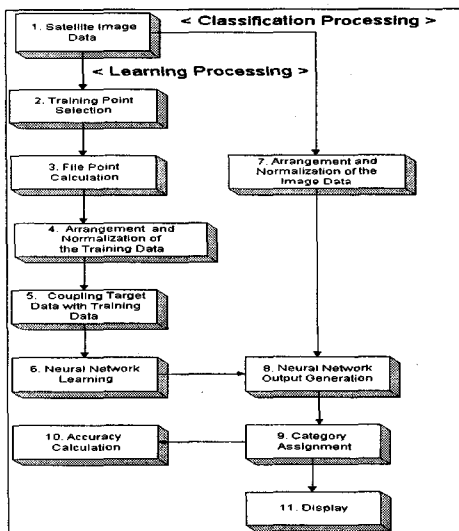 < Classification Processing >
1. Satellite Image
Data
< Learning Processing >
2. Training Point
Selection
3. File Point
Calculation
7. Arrangement and
Normalization of the
Image Data
4. Arrangement and
Normalization of
the Training Data
5. Coupling Target
Data with Training
Data
6. Neural Network
Learning
8. Neural Network
Output Generation
10. Accuracy
Calculation
9. Category
Assignment
11. Display